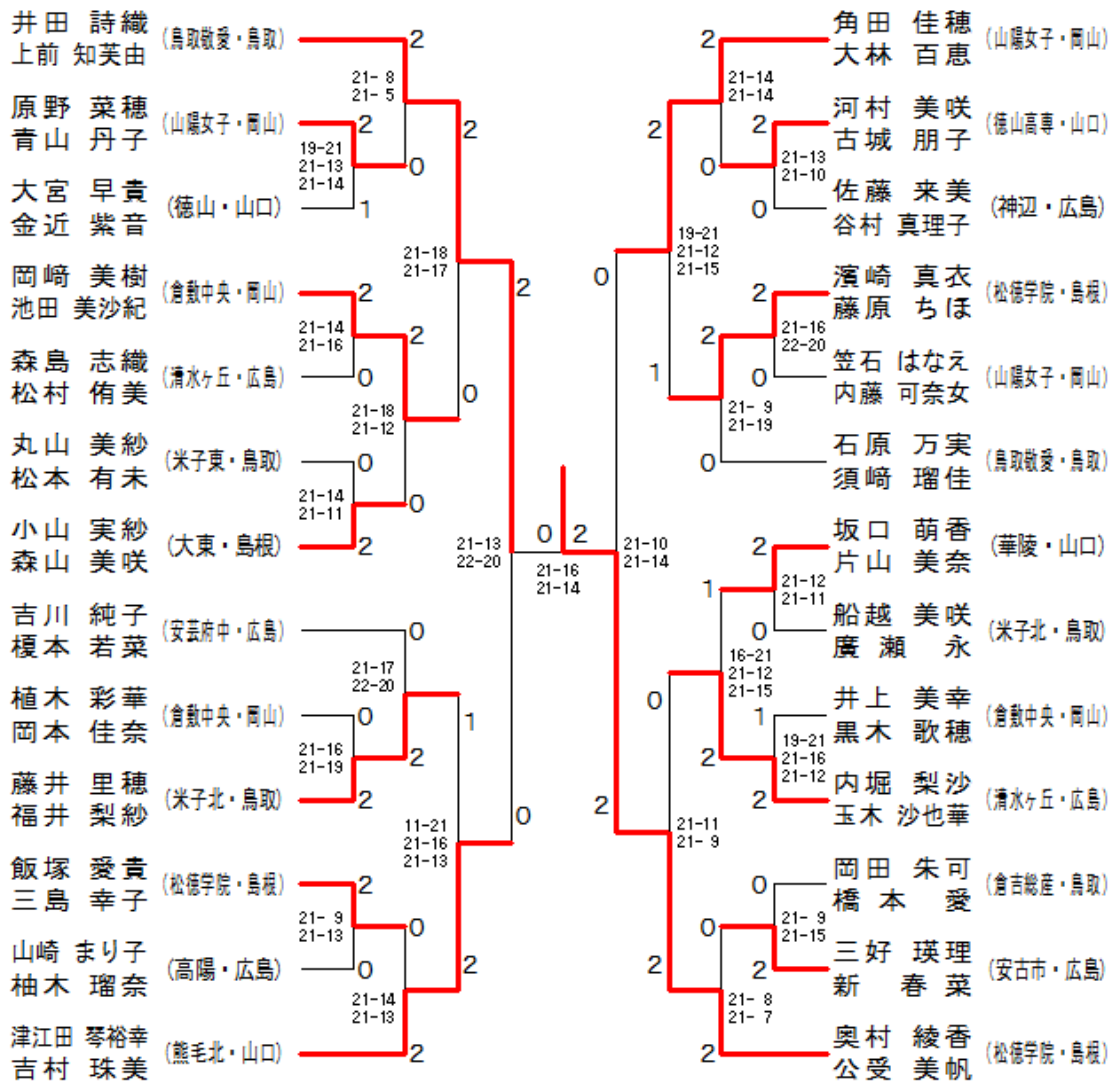 井田 詩織
上前 知芙由
(鳥取敬愛・鳥取)
2
21- 8
21- 5
原野 菜穂
青山 丹子
(山陽女子・岡山)
2
2
19-21
21-13
21-14
0
大宮 早貴
金近 紫音
(徳山・山口)
1
21-18
21-17
2
岡﨑 美樹
池田 美沙紀
(倉敷中央・岡山)
2
21-14
21-16
2
森島 志織
松村 侑美
(清水ヶ丘・広島)
0
0
21-18
21-12
丸山 美紗
松本 有未
(米子東・鳥取)
0
21-14
21-11
0
小山 実紗
森山 美咲
(大東・島根)
2
21-13
22-20
0
2
21-16
21-14
吉川 純子
榎本 若菜
(安芸府中・広島)
0
21-17
22-20
植木 彩華
岡本 佳奈
(倉敷中央・岡山)
0
1
21-16
21-19
2
藤井 里穂
福井 梨紗
(米子北・鳥取)
2
0
11-21
21-16
21-13
飯塚 愛貴
三島 幸子
(松徳学院・島根)
2
21- 9
21-13
0
山崎 まり子
柚木 瑠奈
(高陽・広島)
0
2
21-14
21-13
津江田 琴裕幸
吉村 珠美
(熊毛北・山口)
2
2
角田 佳穂
大林 百恵
(山陽女子・岡山)
21-14
21-14
2
2
河村 美咲
古城 朋子
(徳山高専・山口)
0
21-13
21-10
0
佐藤 来美
谷村 真理子
(神辺・広島)
0
19-21
21-12
21-15
2
濱崎 真衣
藤原 ちほ
(松徳学院・島根)
2
21-16
22-20
1
0
笠石 はなえ
内藤 可奈女
(山陽女子・岡山)
21- 9
21-19
0
石原 万実
須﨑 瑠佳
(鳥取敬愛・鳥取)
21-10
21-14
2
坂口 萌香
片山 美奈
(華陵・山口)
1
21-12
21-11
0
船越 美咲
廣瀬 永
(米子北・鳥取)
16-21
21-12
21-15
0
1
井上 美幸
黒木 歌穂
(倉敷中央・岡山)
2
19-21
21-16
21-12
2
内堀 梨沙
玉木 沙也華
(清水ヶ丘・広島)
2
21-11
21- 9
0
岡田 朱可
橋本 愛
(倉吉総産・鳥取)
0
21- 9
21-15
2
2
三好 瑛理
新 春菜
(安古市・広島)
21- 8
21- 7
2
奥村 綾香
公受 美帆
(松徳学院・島根)